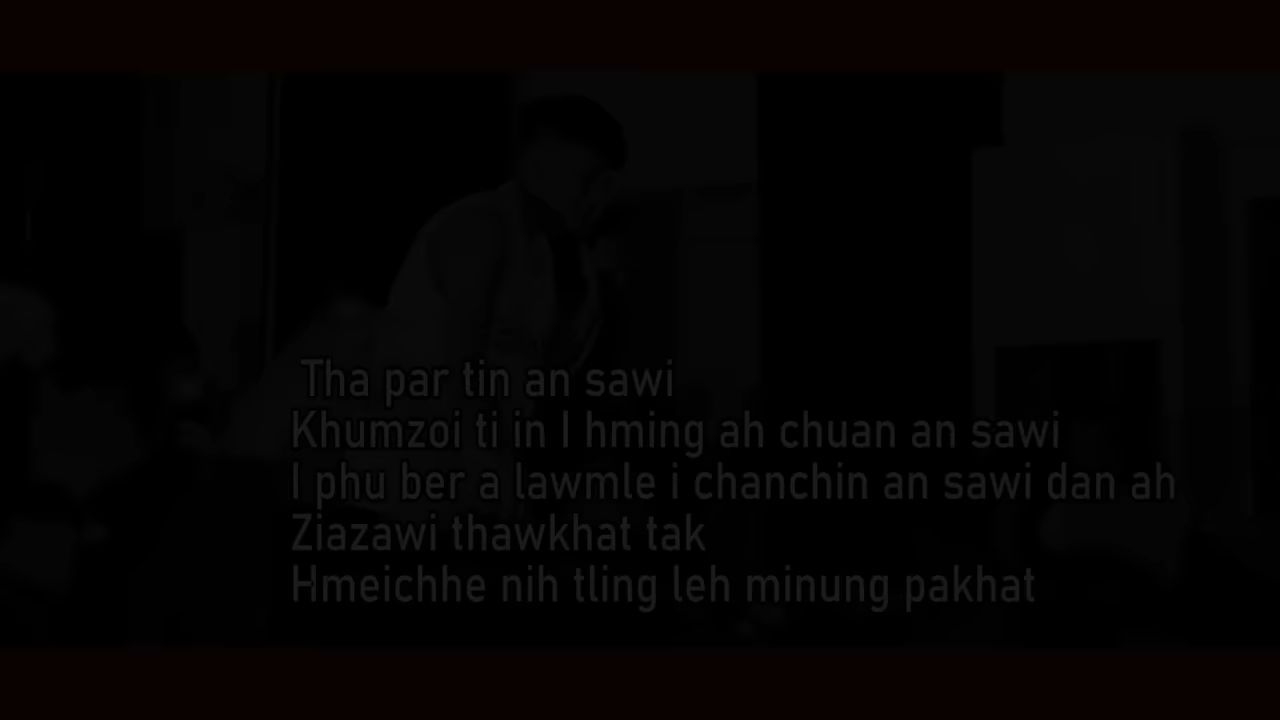 Tha par tin an sawi
Khumzoi ti in I hming ah chuan an sawi
I phu ber a lawmle i chanchin an sawi dan ah
Ziazawi thawkhat tak
Hmeichhe nih tling leh minung pakhat